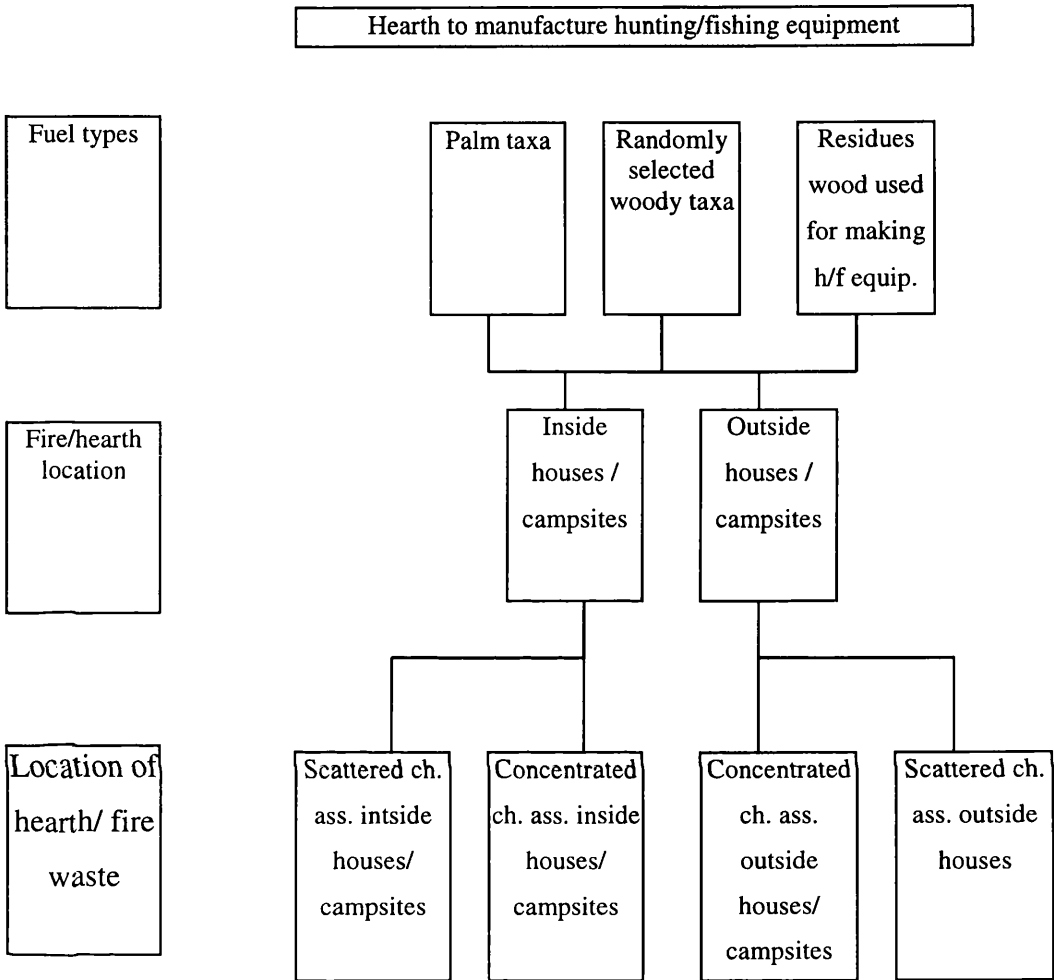 Hearth to manufacture hunting/fishing equipment
Fuel types
Palm taxa
Randomly
selected
woody taxa
Residues
wood used
for making
h/f equip.
Fire/hearth
location
Inside
houses /
campsites
Outside
houses /
campsites
Location of
hearth/ fire
waste
Scattered ch.
ass. intside
houses/
campsites
Concentrated
ch. ass. inside
houses/
campsites
Concentrated
ch. ass.
outside
houses/
campsites
Scattered ch.
ass. outside
houses